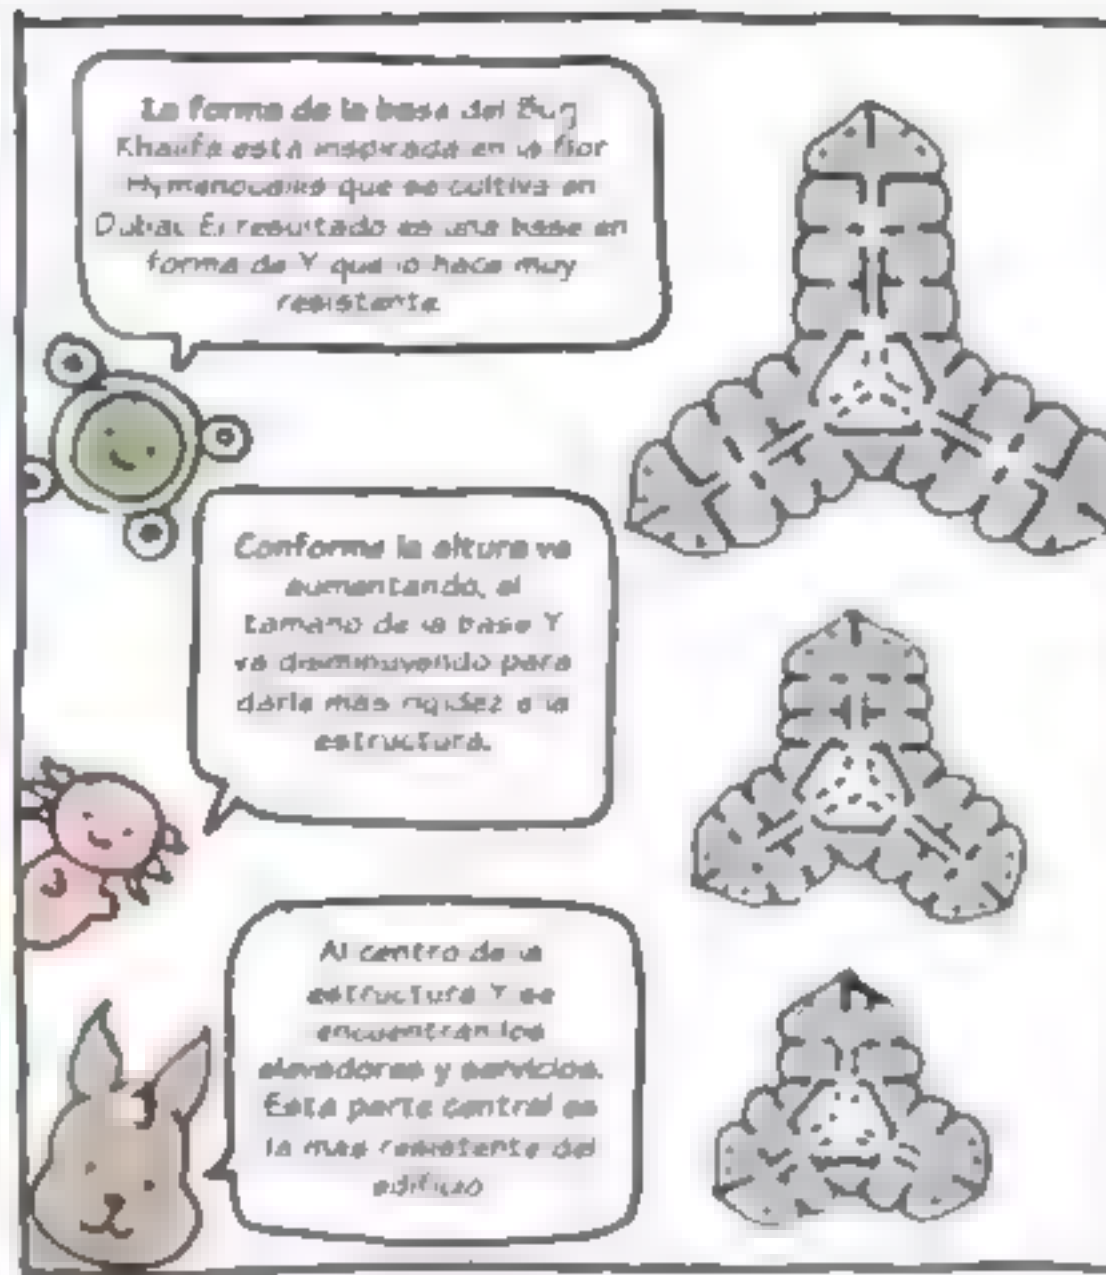 La forma de la base del Burj
Khalifa está inspirada en la flor
Hymenocallis que se cultiva en
Dubai. El resultado es una base en
forma de Y que lo hace muy
resistente
Conforme la altura va
aumentando, el
tamaño de la base Y
va disminuyendo para
darle más rigidez a la
estructura.
Al centro de la
estructura Y se
encuentran los
elevadores y servicios.
Esta parte central es
la más resistente del
edificio